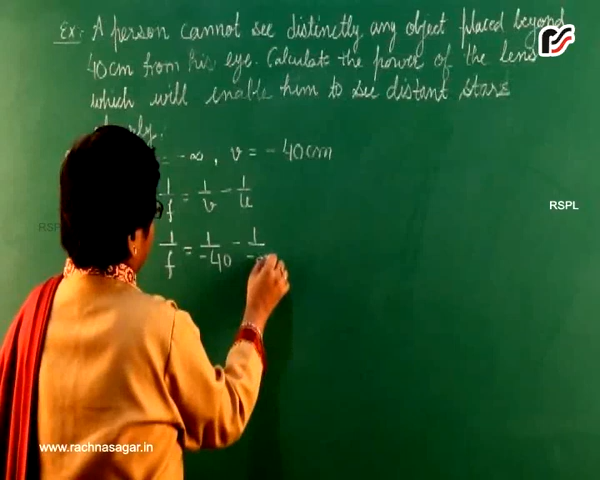 Ex:- A person cannot see distinctly any object placed beyond
40cm from his eye. Calculate the power of the lens
which will enable him to see distant stars
= -∞ , v = - 40cm
1/f = 1/v - 1/u
1/f = 1/-40 - 1/-
RSPL
RSPL
www.rachnasagar.in